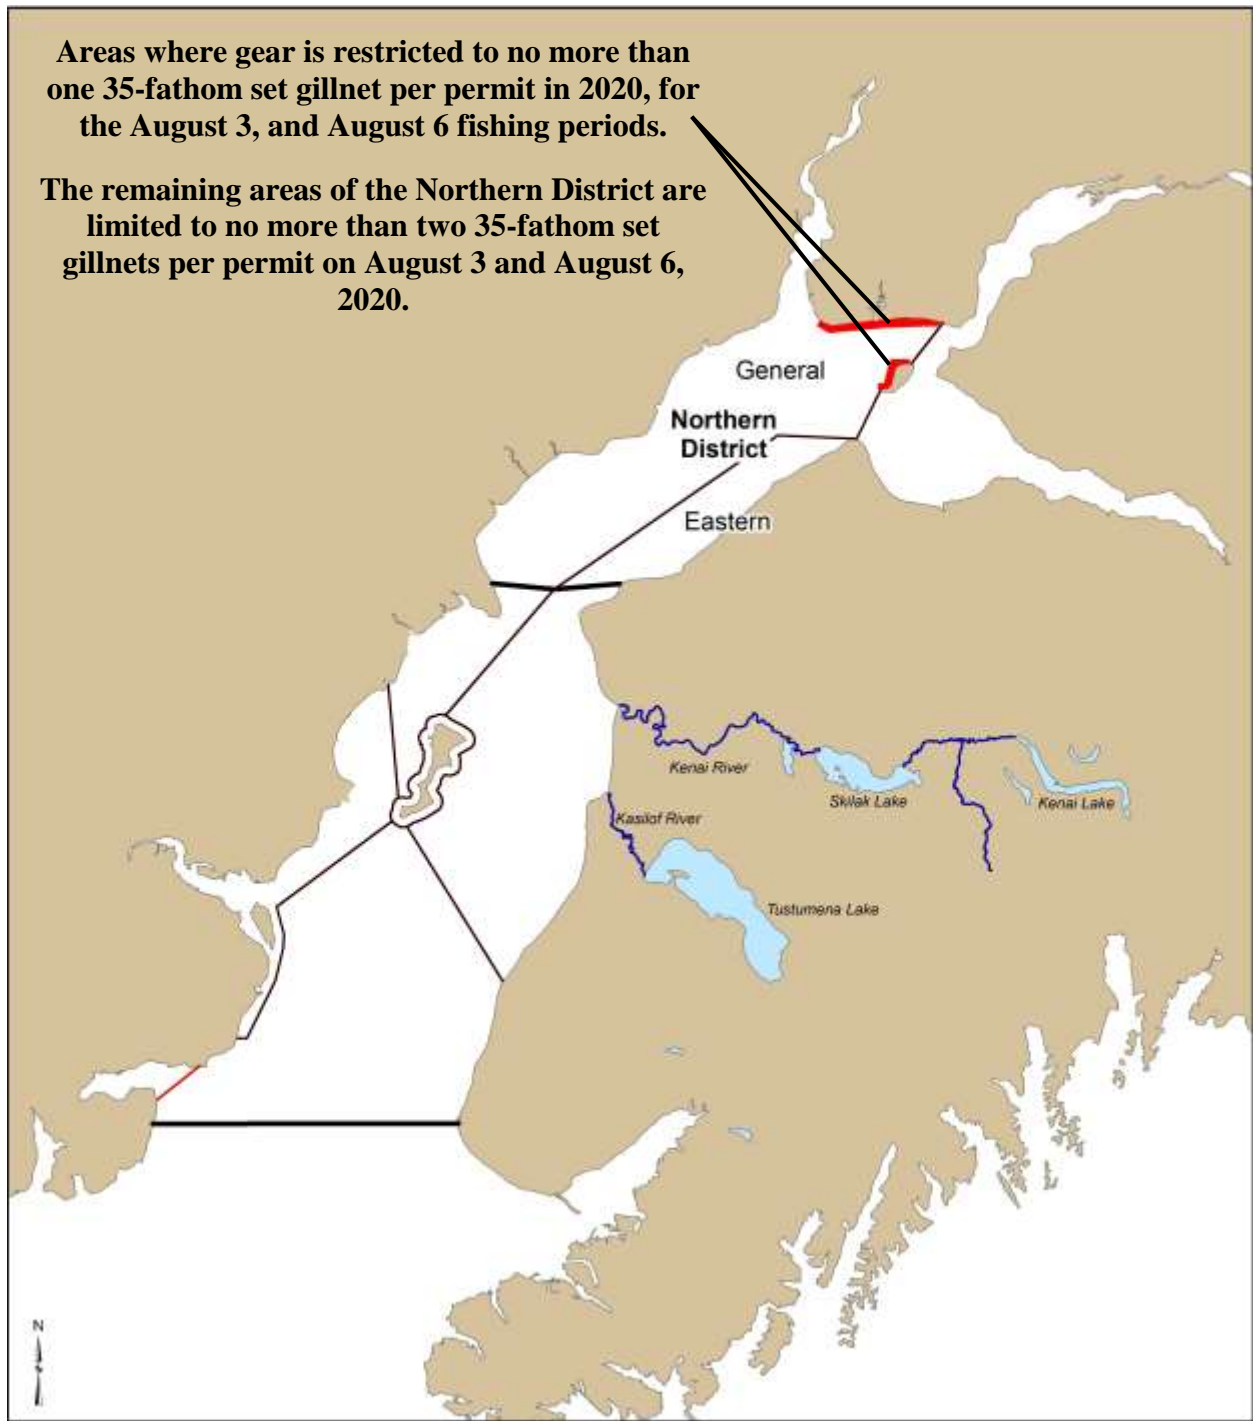 Areas where gear is restricted to no more than
one 35-fathom set gillnet per permit in 2020, for
the August 3, and August 6 fishing periods.
The remaining areas of the Northern District are
limited to no more than two 35-fathom set
gillnets per permit on August 3 and August 6,
2020.
General
Northern
District
Eastern
Kenai River
Skilak Lake
Kenai Lake
Kasilof River
Tustumena Lake
N